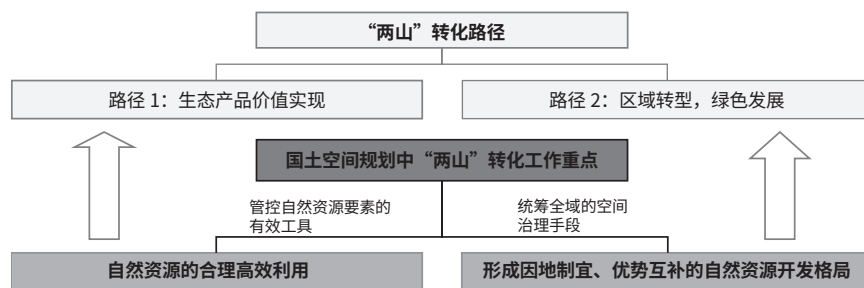 “两山”转化路径
路径 1：生态产品价值实现
路径 2：区域转型，绿色发展
国土空间规划中“两山”转化工作重点
管控自然资源要素的
有效工具
统筹全域的空间
治理手段
自然资源的合理高效利用
形成因地制宜、优势互补的自然资源开发格局